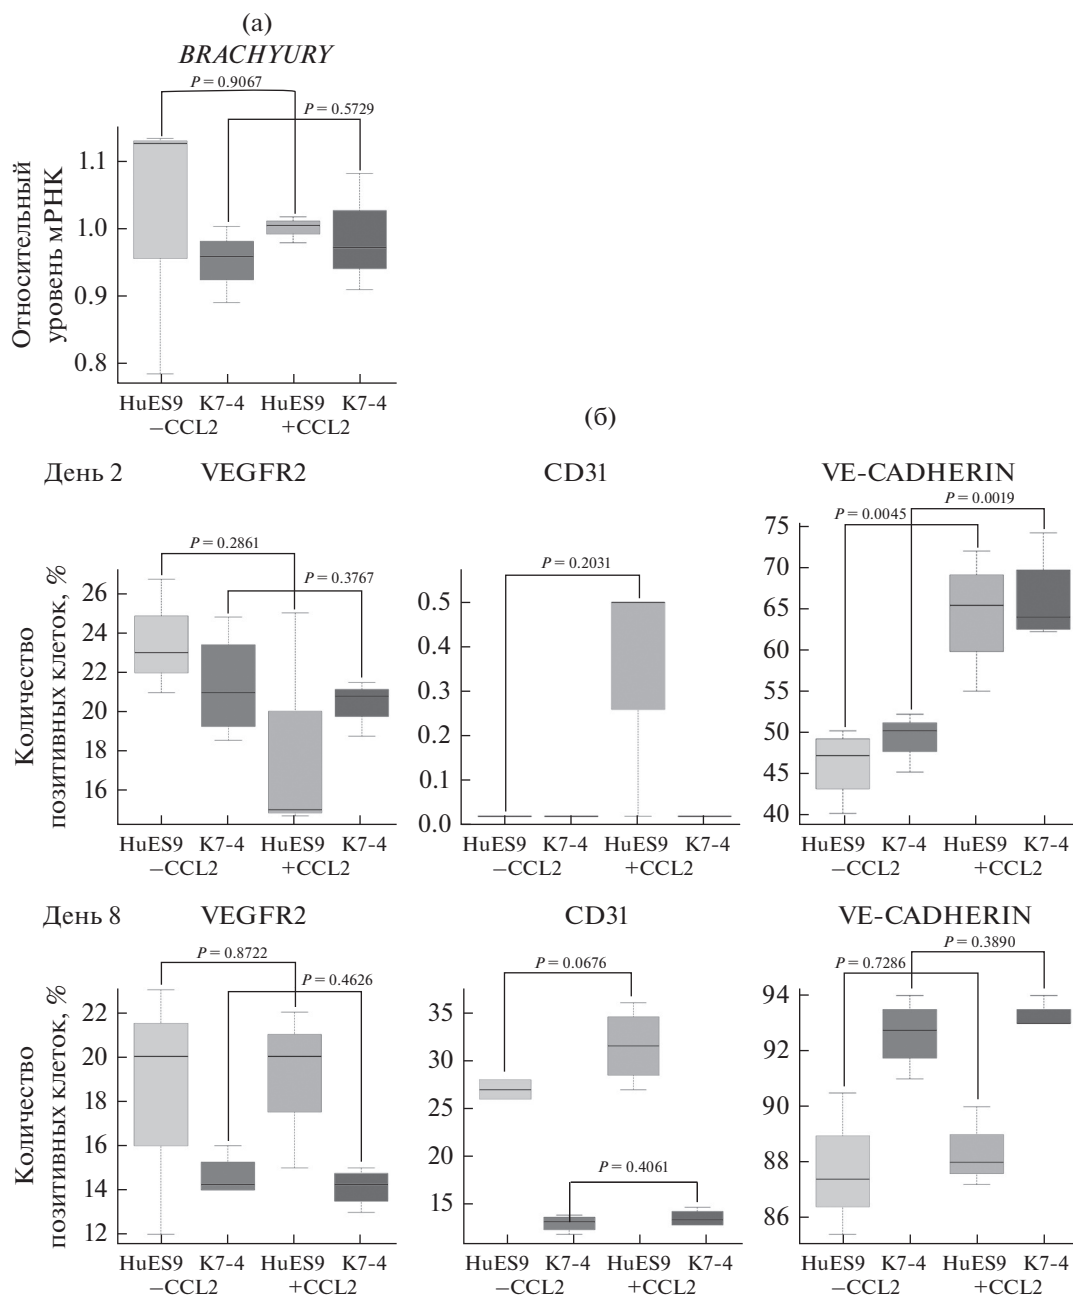 (а)
BRACHYURY
P = 0.9067
P = 0.5729
Относительный
уровень мРНК
1.1
1.0
0.9
0.8
HuES9 K7-4 HuES9 K7-4
–CCL2 +CCL2
(б)
День 2 VEGFR2 CD31 VE-CADHERIN
Количество
позитивных клеток, %
P = 0.2861
P = 0.3767
26
24
22
20
18
16
HuES9 K7-4 HuES9 K7-4
–CCL2 +CCL2
P = 0.2031
0.5
0.4
0.3
0.2
0.1
0.0
HuES9 K7-4 HuES9 K7-4
–CCL2 +CCL2
P = 0.0019
P = 0.0045
75
70
65
60
55
50
45
40
HuES9 K7-4 HuES9 K7-4
–CCL2 +CCL2
День 8 VEGFR2 CD31 VE-CADHERIN
Количество
позитивных клеток, %
P = 0.8722
P = 0.4626
22
20
18
16
14
12
HuES9 K7-4 HuES9 K7-4
–CCL2 +CCL2
P = 0.0676
P = 0.4061
35
30
25
20
15
HuES9 K7-4 HuES9 K7-4
–CCL2 +CCL2
P = 0.3890
P = 0.7286
94
92
90
88
86
HuES9 K7-4 HuES9 K7-4
–CCL2 +CCL2